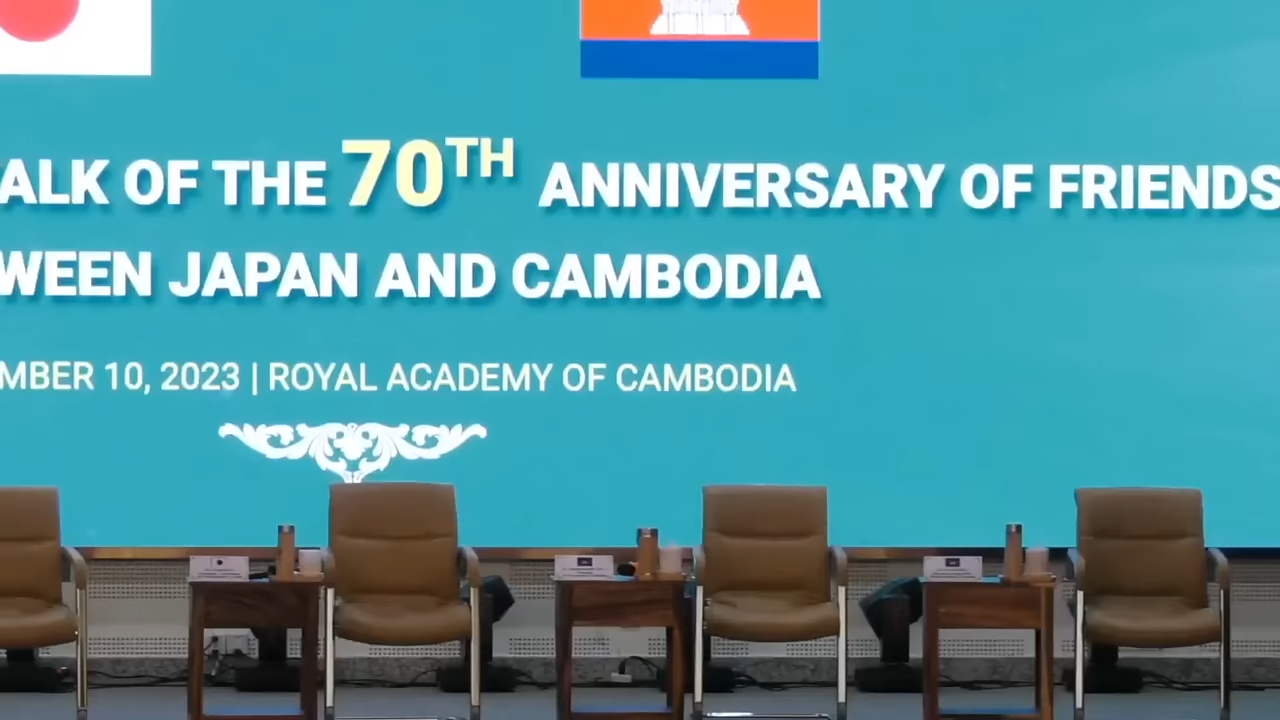 ALK OF THE 70TH ANNIVERSARY OF FRIENDS
WEEN JAPAN AND CAMBODIA
MBER 10, 2023 | ROYAL ACADEMY OF CAMBODIA